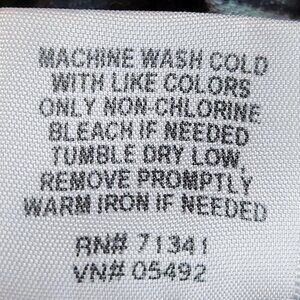 MACHINE WASH COLD
WITH LIKE COLORS
ONLY NON-CHLORINE
BLEACH IF NEEDED
TUMBLE DRY LOW,
REMOVE PROMPTLY
WARM IRON IF NEEDED
RN# 71341
VN# 05492